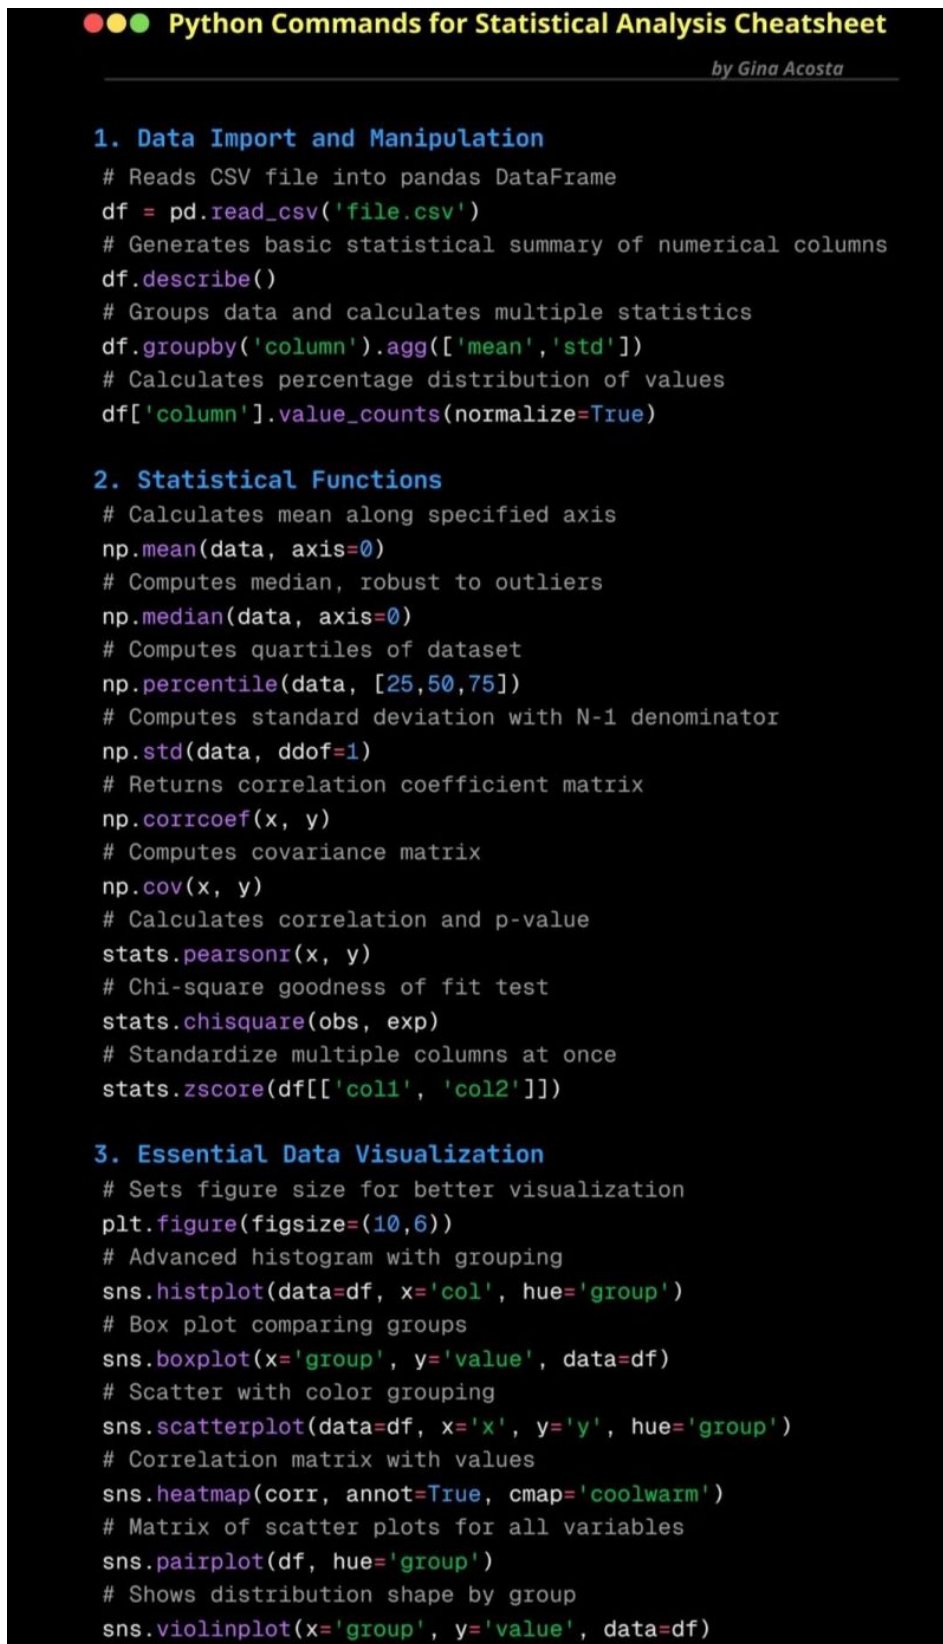 Python Commands for Statistical Analysis Cheatsheet
by Gina Acosta
1. Data Import and Manipulation
# Reads CSV file into pandas DataFrame
df = pd.read_csv('file.csv')
# Generates basic statistical summary of numerical columns
df.describe()
# Groups data and calculates multiple statistics
df.groupby('column').agg(['mean','std'])
# Calculates percentage distribution of values
df['column'].value_counts(normalize=True)
2. Statistical Functions
# Calculates mean along specified axis
np.mean(data, axis=0)
# Computes median, robust to outliers
np.median(data, axis=0)
# Computes quartiles of dataset
np.percentile(data, [25,50,75])
# Computes standard deviation with N-1 denominator
np.std(data, ddof=1)
# Returns correlation coefficient matrix
np.corrcoef(x, y)
# Computes covariance matrix
np.cov(x, y)
# Calculates correlation and p-value
stats.pearsonr(x, y)
# Chi-square goodness of fit test
stats.chisquare(obs, exp)
# Standardize multiple columns at once
stats.zscore(df[['col1', 'col2']])
3. Essential Data Visualization
# Sets figure size for better visualization
plt.figure(figsize=(10,6))
# Advanced histogram with grouping
sns.histplot(data=df, x='col', hue='group')
# Box plot comparing groups
sns.boxplot(x='group', y='value', data=df)
# Scatter with color grouping
sns.scatterplot(data=df, x='x', y='y', hue='group')
# Correlation matrix with values
sns.heatmap(corr, annot=True, cmap='coolwarm')
# Matrix of scatter plots for all variables
sns.pairplot(df, hue='group')
# Shows distribution shape by group
sns.violinplot(x='group', y='value', data=df)